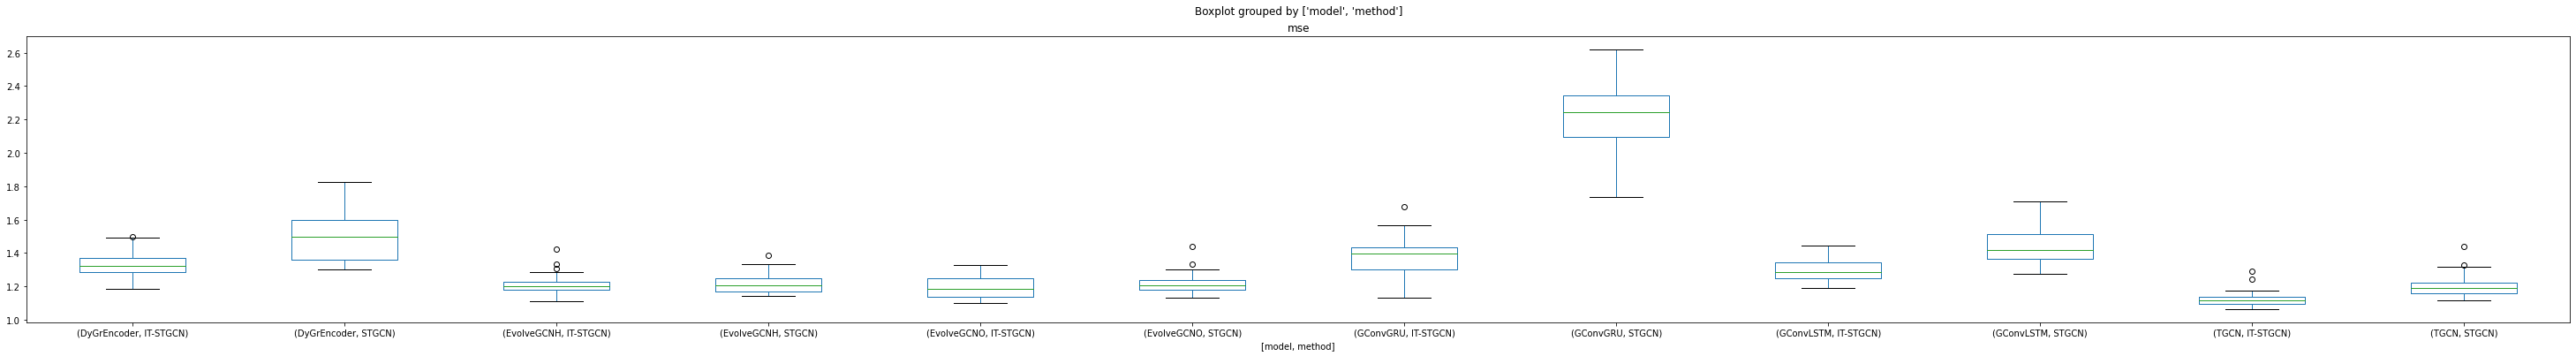 Boxplot grouped by ['model', 'method']
mse
2.6
2.4
2.2
2.0
1.8
1.6
1.4
1.2
1.0
(DyGrEncoder, IT-STGCN) (DyGrEncoder, STGCN) (EvolveGCNH, IT-STGCN) (EvolveGCNH, STGCN) (EvolveGCNO, IT-STGCN) (EvolveGCNO, STGCN) (GConvGRU, IT-STGCN) (GConvGRU, STGCN) (GConvLSTM, IT-STGCN) (GConvLSTM, STGCN) (TGCN, IT-STGCN) (TGCN, STGCN)
[model, method]